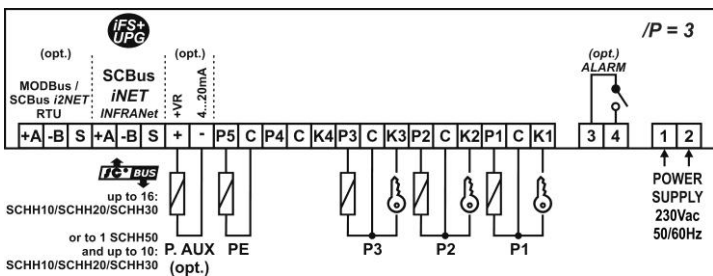 iFS+
UPG
/P = 3
(opt.)
(opt.)
(opt.)
ALARM
MODBus /
SCBus i2NET
RTU
SCBus
iNET
INFRANet
+VR
4..20mA
+A -B S +A -B S + - P5 C P4 C K4 P3 C K3 P2 C K2 P1 C K1 3 4 1 2
BUS
up to 16:
SCHH10/SCHH20/SCHH30
or to 1 SCHH50
and up to 10:
SCHH10/SCHH20/SCHH30
P. AUX
(opt.)
PE
P3
P2
P1
POWER
SUPPLY
230Vac
50/60Hz